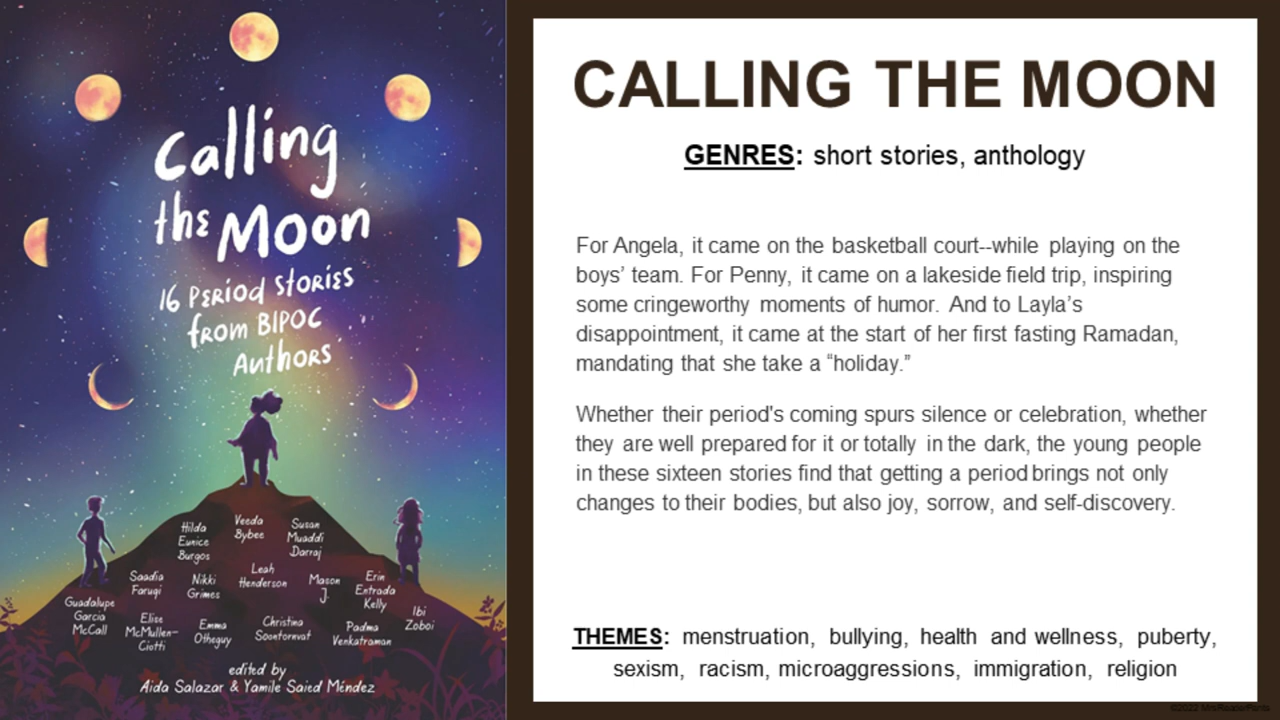 Calling
the Moon
16 Period Stories
from BIPOC
Authors
Hilda
Eunice
Burgos
Veeda
Bybee
Susan
Muaddi
Darraj
Saadia
Faruqi
Nikki
Grimes
Leah
Henderson
Mason
J.
Erin
Entrada
Kelly
Guadalupe
Garcia
McCall
Elise
McMullen-
Ciotti
Emma
Otheguy
Christina
Soontornvat
Padma
Venkatraman
Ibi
Zoboi
edited by
Aida Salazar & Yamile Saied Méndez
CALLING THE MOON
GENRES: short stories, anthology
For Angela, it came on the basketball court--while playing on the
boys’ team. For Penny, it came on a lakeside field trip, inspiring
some cringeworthy moments of humor. And to Layla’s
disappointment, it came at the start of her first fasting Ramadan,
mandating that she take a “holiday.”
Whether their period's coming spurs silence or celebration, whether
they are well prepared for it or totally in the dark, the young people
in these sixteen stories find that getting a period brings not only
changes to their bodies, but also joy, sorrow, and self-discovery.
THEMES: menstruation, bullying, health and wellness, puberty,
sexism, racism, microaggressions, immigration, religion
©2022 MrsReaderPants